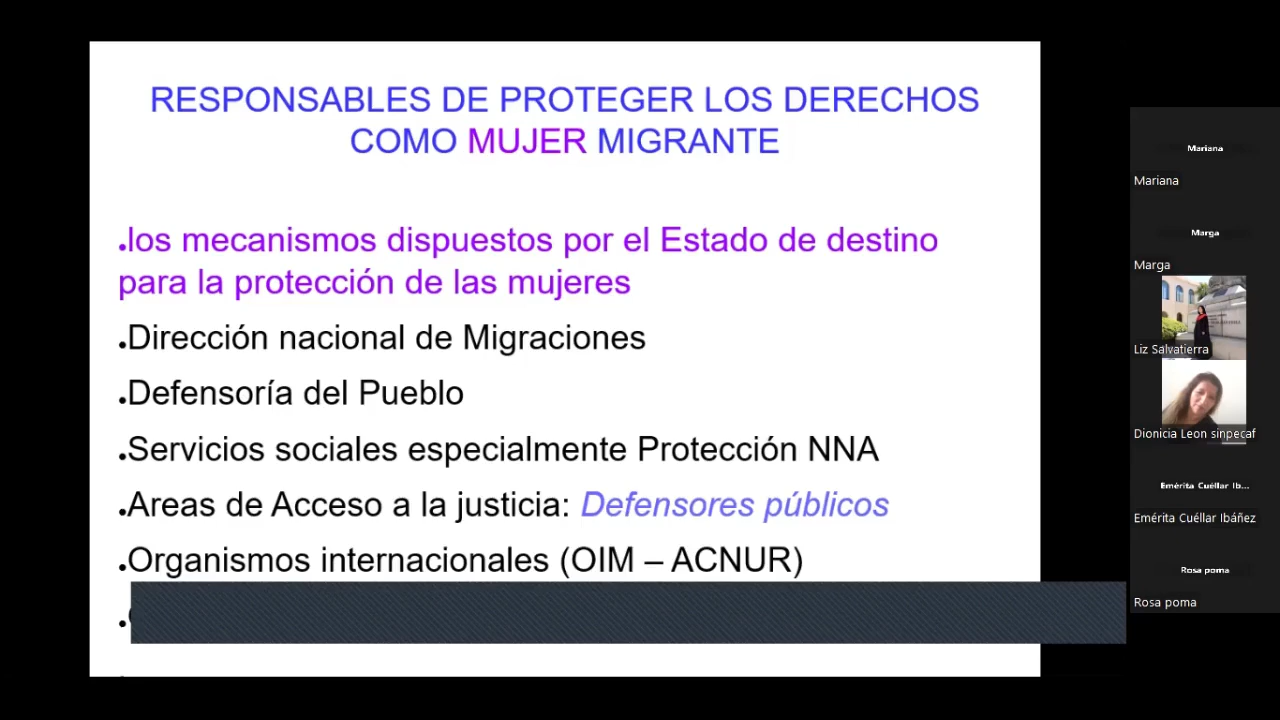 RESPONSABLES DE PROTEGER LOS DERECHOS
COMO MUJER MIGRANTE
.los mecanismos dispuestos por el Estado de destino
para la protección de las mujeres
.Dirección nacional de Migraciones
.Defensoría del Pueblo
.Servicios sociales especialmente Protección NNA
.Areas de Acceso a la justicia: Defensores públicos
.Organismos internacionales (OIM – ACNUR)
Mariana
Mariana
Marga
Marga
Liz Salvatierra
Dionicia Leon sinpecaf
Emérita Cuéllar Ib...
Emérita Cuéllar Ibáñez
Rosa poma
Rosa poma